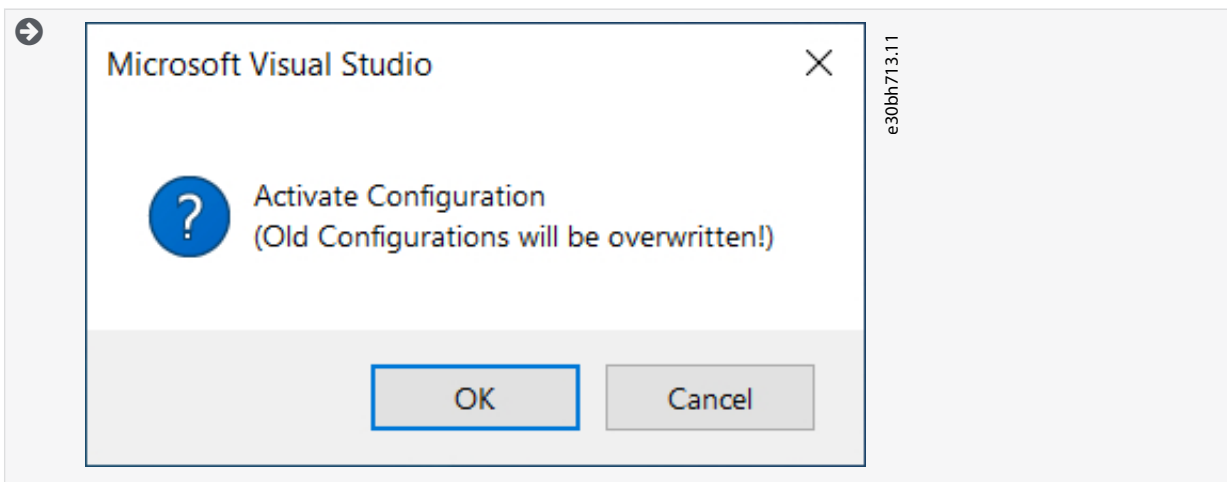 Microsoft Visual Studio
e30bh713.11
?
Activate Configuration
(Old Configurations will be overwritten!)
OK
Cancel